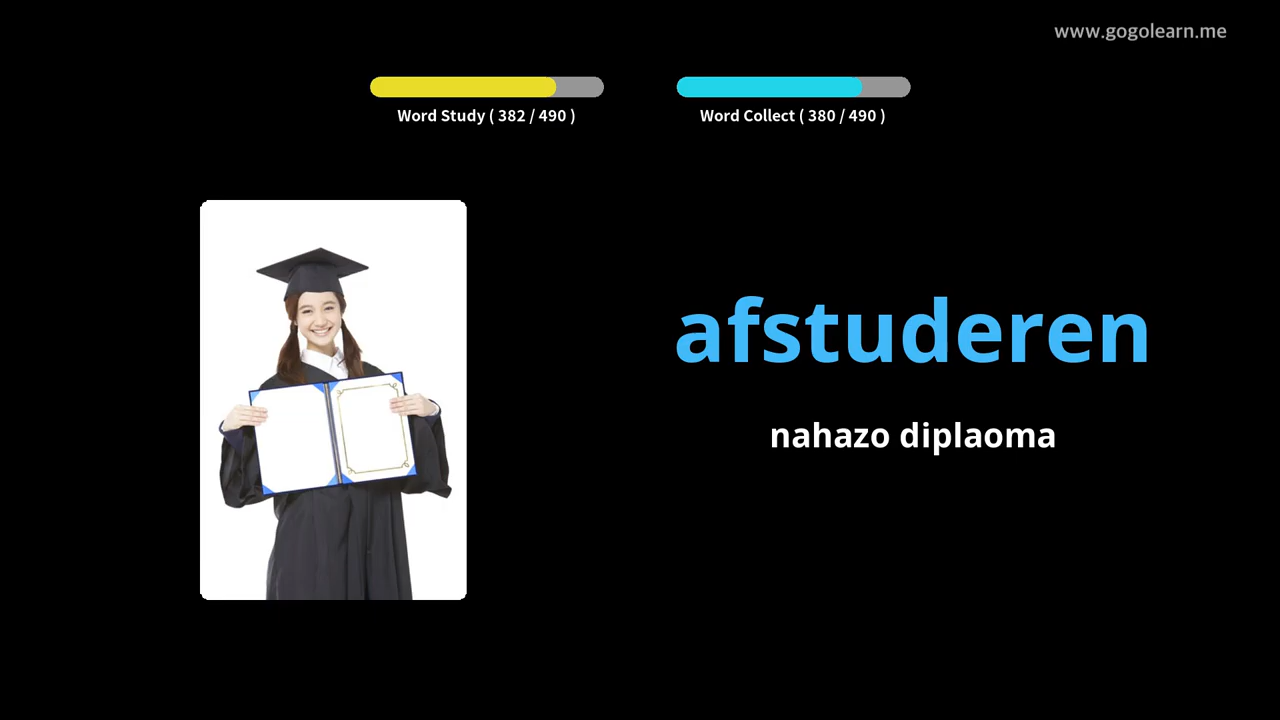 www.gogolearn.me
Word Study ( 382 / 490 )
Word Collect ( 380 / 490 )
afstuderen
nahazo diplaoma